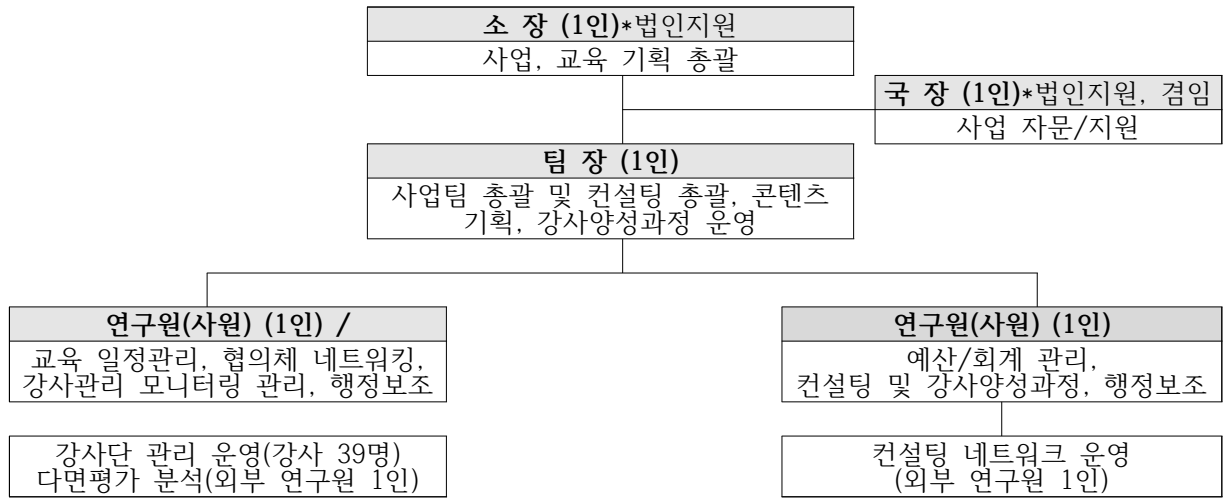 소 장 (1인)*법인지원
사업, 교육 기획 총괄
국 장 (1인)*법인지원, 겸임
사업 자문/지원
팀 장 (1인)
사업팀 총괄 및 컨설팅 총괄, 콘텐츠
기획, 강사양성과정 운영
연구원(사원) (1인) /
교육 일정관리, 협의체 네트워킹,
강사관리 모니터링 관리, 행정보조
연구원(사원) (1인)
예산/회계 관리,
컨설팅 및 강사양성과정, 행정보조
강사단 관리 운영(강사 39명)
다면평가 분석(외부 연구원 1인)
컨설팅 네트워크 운영
(외부 연구원 1인)